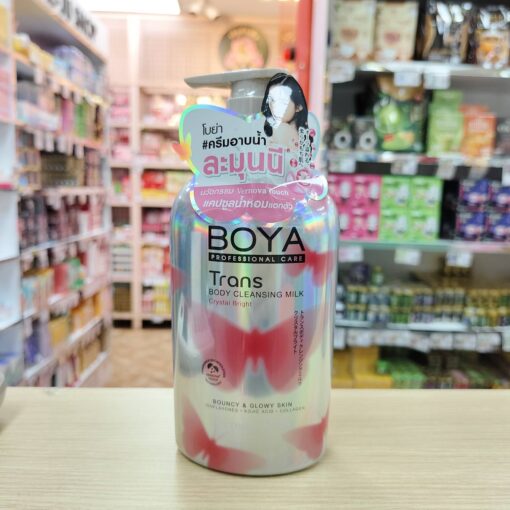 โบย่า
#ครีมอาบน้ำ
ละมุนนี
นวัตกรรม Vernova Touch
แคปซูลน้ำหอมแตกตัว
BOYA
PROFESSIONAL CARE
Trans
BODY CLEANSING MILK
Crystal Bright
BOUNCY & GLOWY SKIN